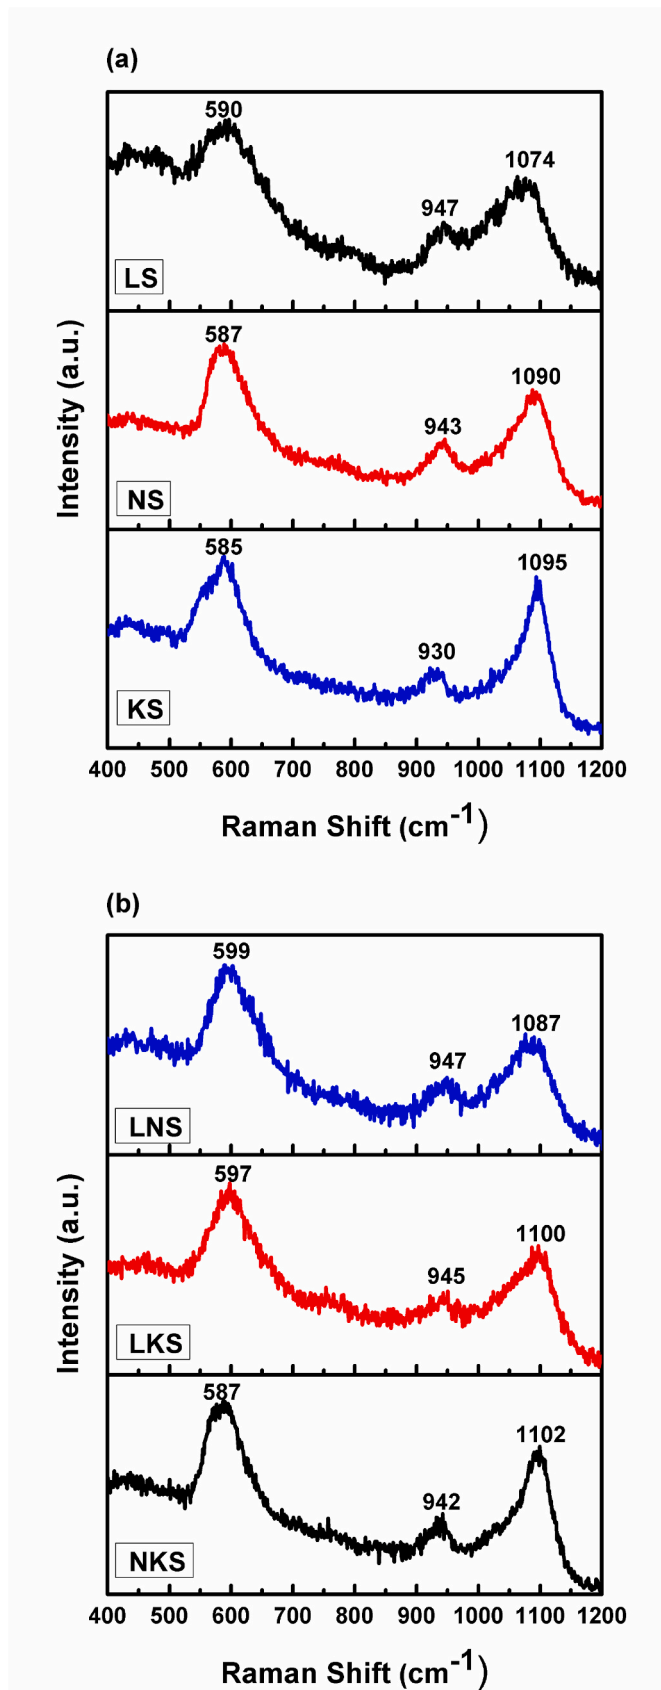 (a)
590
1074
947
LS
587
1090
943
NS
585
1095
930
KS
Intensity (a.u.)
400 500 600 700 800 900 1000 1100 1200
Raman Shift (cm-1)
(b)
599
1087
947
LNS
597
1100
945
LKS
587
1102
942
NKS
Intensity (a.u.)
400 500 600 700 800 900 1000 1100 1200
Raman Shift (cm-1)